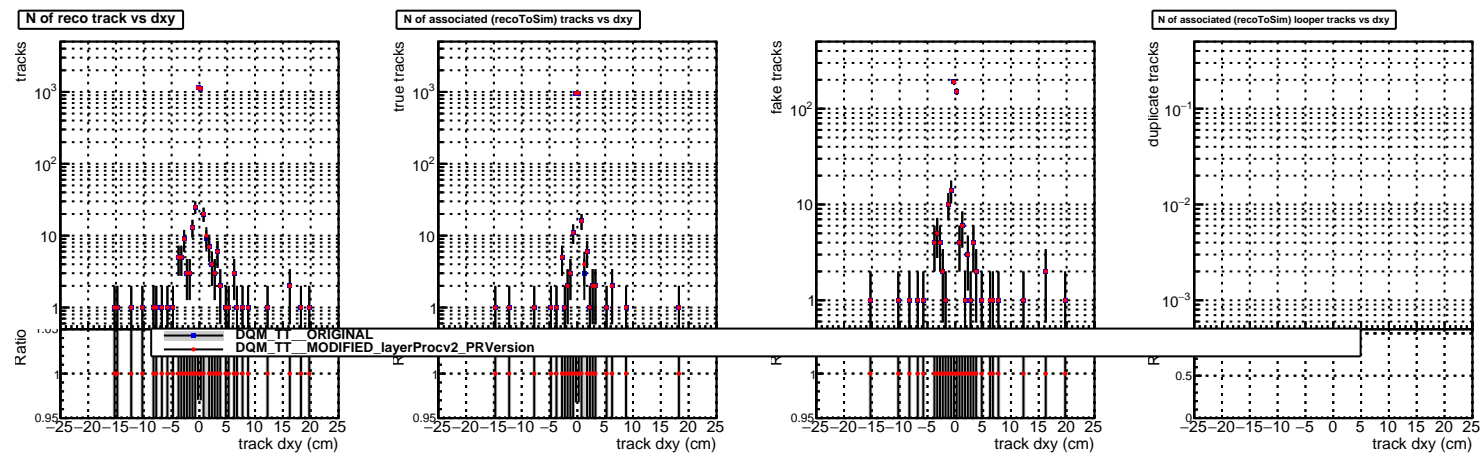 N of reco track vs dxy
tracks
10³
10²
10
1
Ratio
1
0.95
−25 −20 −15 −10 −5 0 5 10 15 20 25
track dxy (cm)
N of associated (recoToSim) tracks vs dxy
true tracks
10³
10²
10
1
1
0.95
−25 −20 −15 −10 −5 0 5 10 15 20 25
track dxy (cm)
fake tracks
10²
10
1
1
0.95
−25 −20 −15 −10 −5 0 5 10 15 20 25
track dxy (cm)
N of associated (recoToSim) looper tracks vs dxy
duplicate tracks
10⁻¹
10⁻²
10⁻³
0.5
0
−25 −20 −15 −10 −5 0 5 10 15 20 25
track dxy (cm)
DQM_TT__ORIGINAL
DQM_TT__MODIFIED_layerProcv2_PRVersion